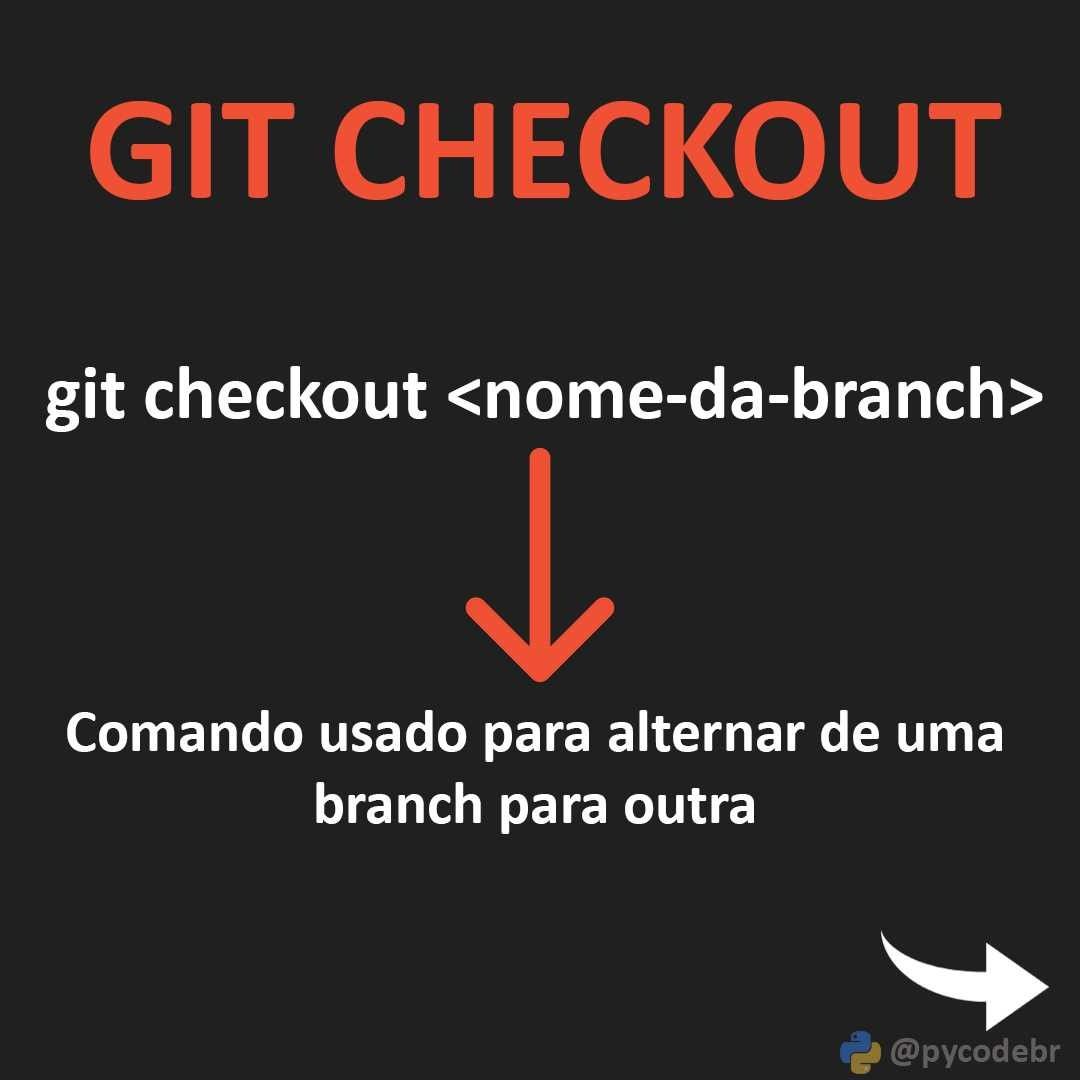 GIT CHECKOUT
git checkout <nome-da-branch>
Comando usado para alternar de uma
branch para outra
@pycodebr